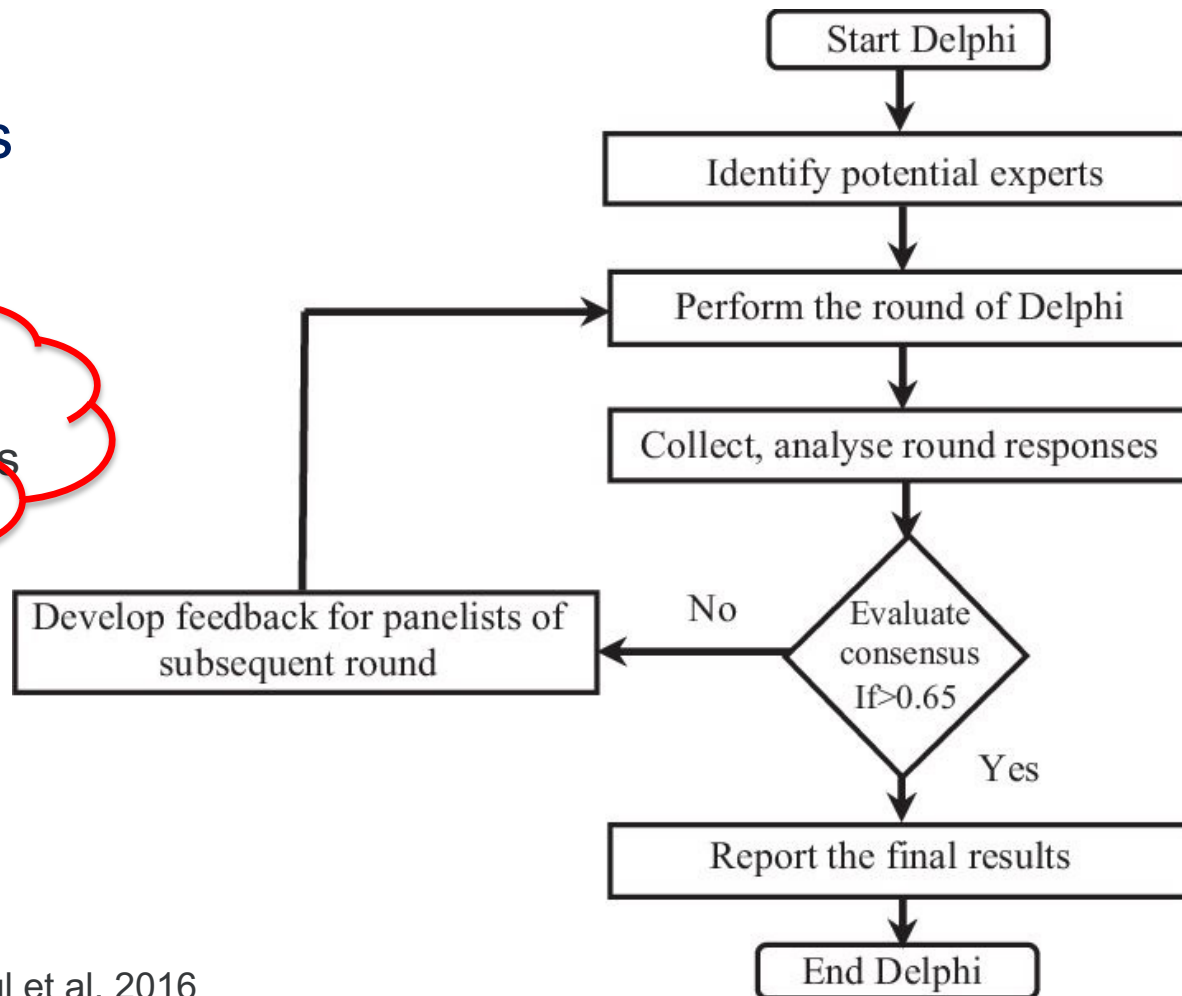 Start Delphi
Identify potential experts
Perform the round of Delphi
Collect, analyse round responses
No
Evaluate
consensus
If>0.65
Develop feedback for panelists of
subsequent round
Yes
Report the final results
End Delphi
et al. 2016